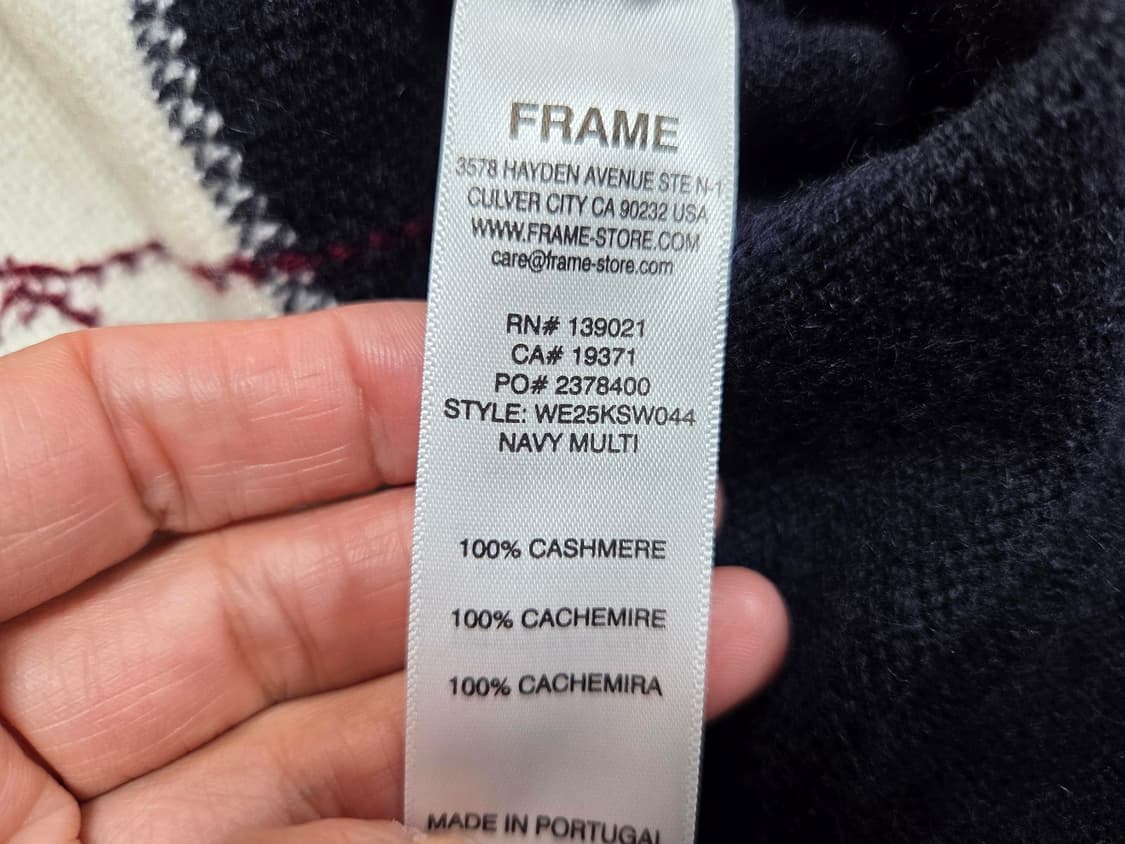 FRAME
3578 HAYDEN AVENUE STE N-1
CULVER CITY CA 90232 USA
WWW.FRAME-STORE.COM
care@frame-store.com
RN# 139021
CA# 19371
PO# 2378400
STYLE: WE25KSW044
NAVY MULTI
100% CASHMERE
100% CACHEMIRE
100% CACHEMIRA
MADE IN PORTUGAL